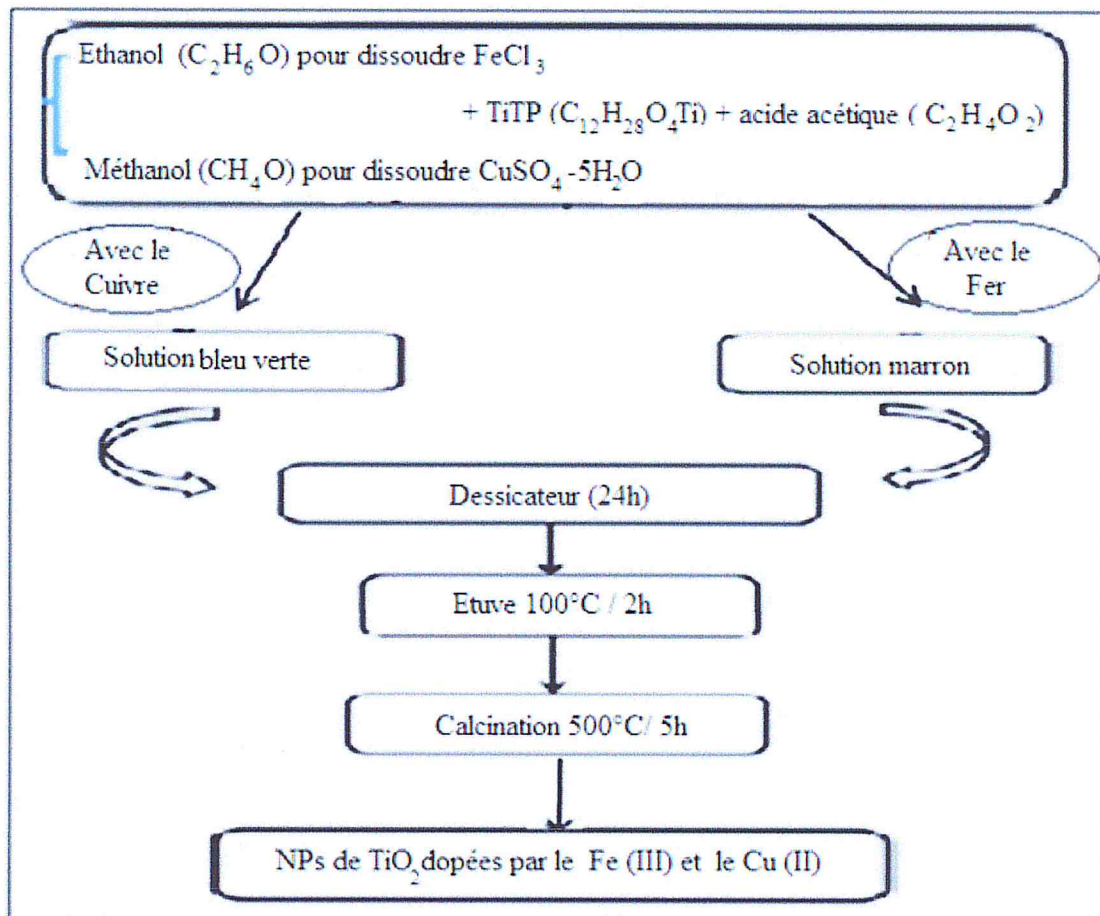 Ethanol (C2H6O) pour dissoudre FeCl3
+ TiTP (C12H28O4Ti) + acide acétique ( C2H4O2)
Méthanol (CH4O) pour dissoudre CuSO4 -5H2O
Avec le
Cuivre
Avec le
Fer
Solution bleu verte
Solution marron
Dessicateur (24h)
Etuve 100°C / 2h
Calcination 500°C/ 5h
NPs de TiO2 dopées par le Fe (III) et le Cu (II)